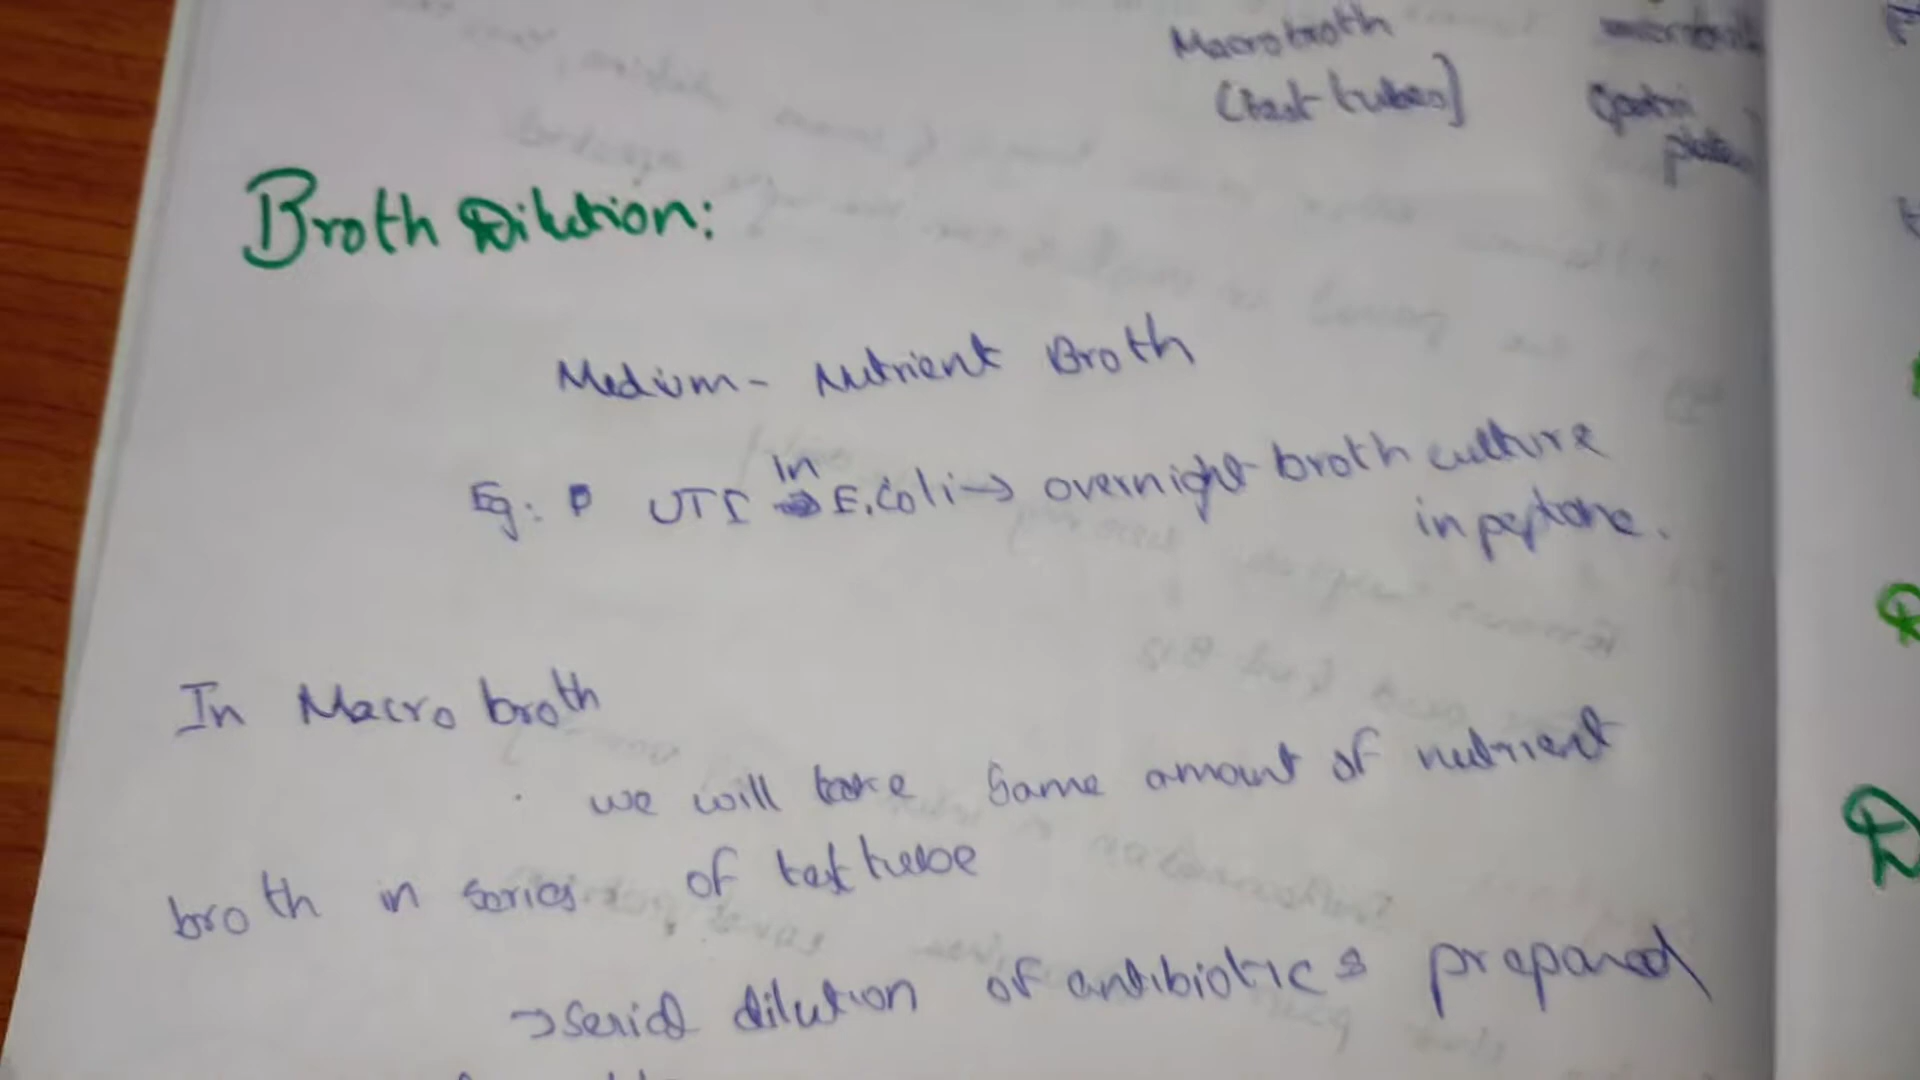 Macrobroth
(test tubes]
(petri
plate
Broth Dilution:
Medium - Nutrient Broth
In
Eg: UTI E.Coli → overnight broth culture
in peptone.
In Macro broth
we will take Same amount of nutrient
broth in series of test tube
→ serial dilution of antibiotics prepared